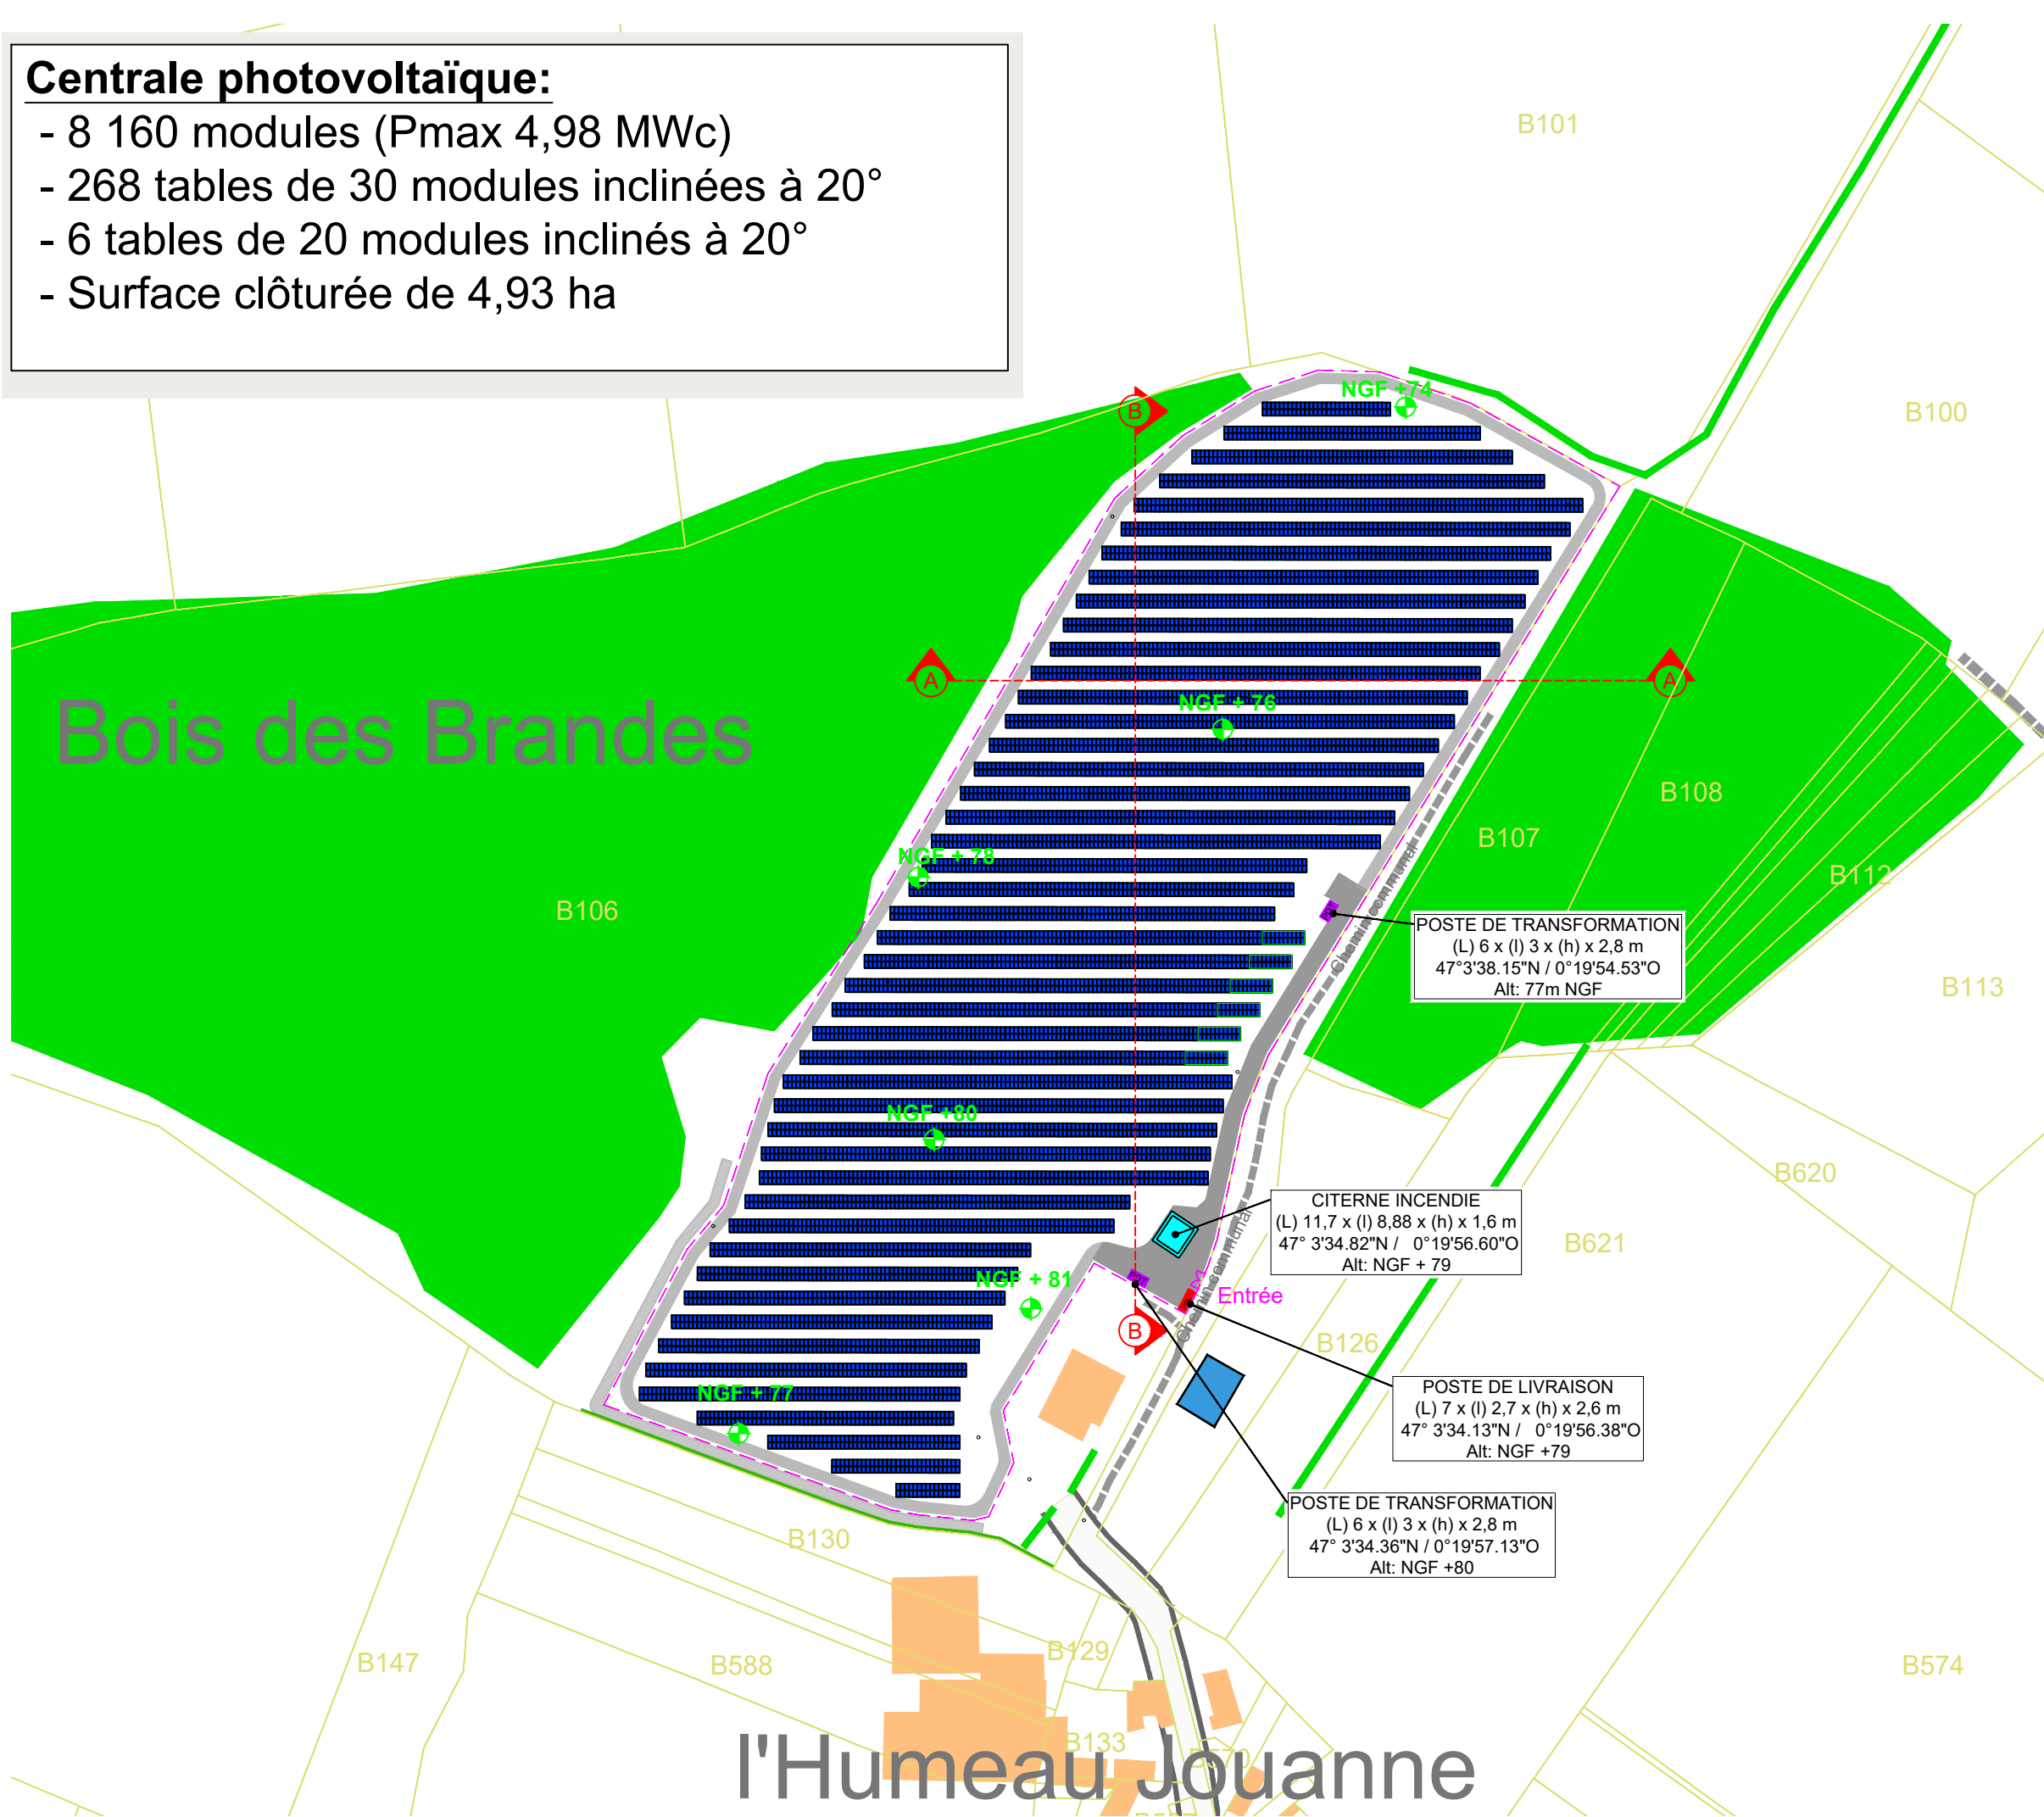 Centrale photovoltaïque:
- 8 160 modules (Pmax 4,98 MWc)
- 268 tables de 30 modules inclinées à 20°
- 6 tables de 20 modules inclinés à 20°
- Surface clôturée de 4,93 ha
B101
NGF +74
B
B100
A
A
Bois des Brandes
NGF + 76
B108
B107
NGF + 78
B112
B106
PDT
Chemin communal
POSTE DE TRANSFORMATION
(L) 6 x (l) 3 x (h) x 2,8 m
47°3'38.15"N / 0°19'54.53"O
Alt: 77m NGF
B113
NGF +80
B620
CITERNE INCENDIE
(L) 11,7 x (l) 8,88 x (h) x 1,6 m
47° 3'34.82"N / 0°19'56.60"O
Alt: NGF + 79
B621
Chemin communal
NGF + 81
PDT
Entrée
B
B126
POSTE DE LIVRAISON
(L) 7 x (l) 2,7 x (h) x 2,6 m
47° 3'34.13"N / 0°19'56.38"O
Alt: NGF +79
NGF + 77
POSTE DE TRANSFORMATION
(L) 6 x (l) 3 x (h) x 2,8 m
47° 3'34.36"N / 0°19'57.13"O
Alt: NGF +80
B130
B129
B147
B588
B574
B133
B570
l'Humeau Jouanne